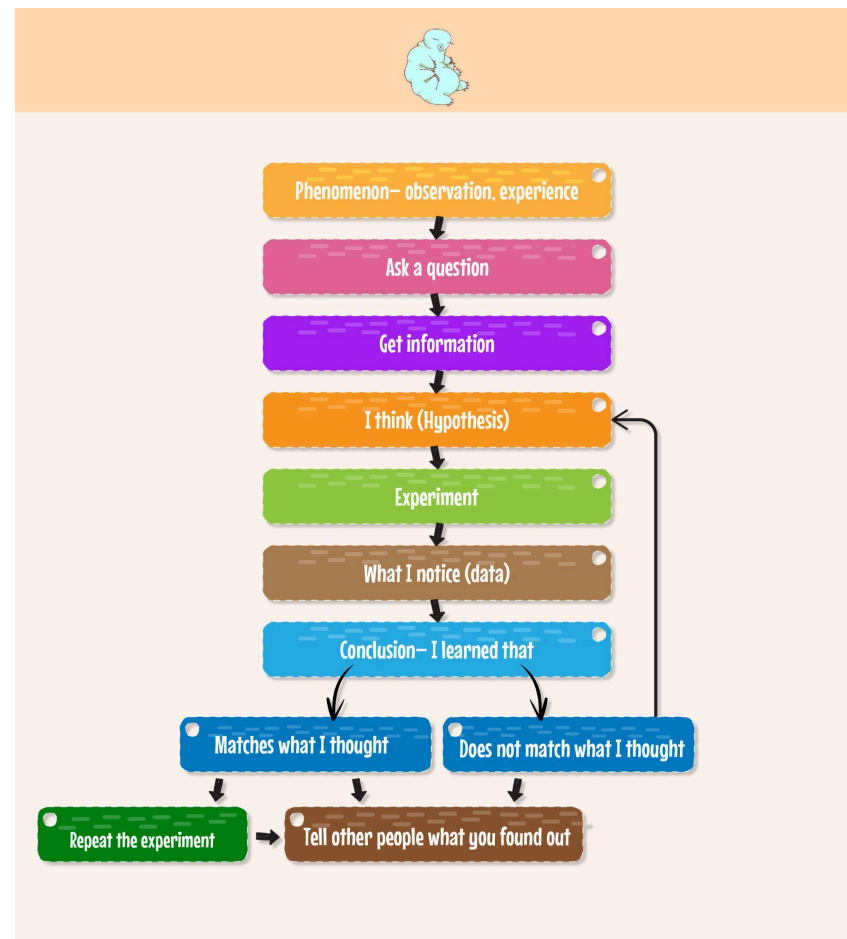 Phenomenon– observation, experience
Ask a question
Get information
I think (Hypothesis)
Experiment
What I notice (data)
Conclusion– I learned that
Matches what I thought
Does not match what I thought
Repeat the experiment
Tell other people what you found out